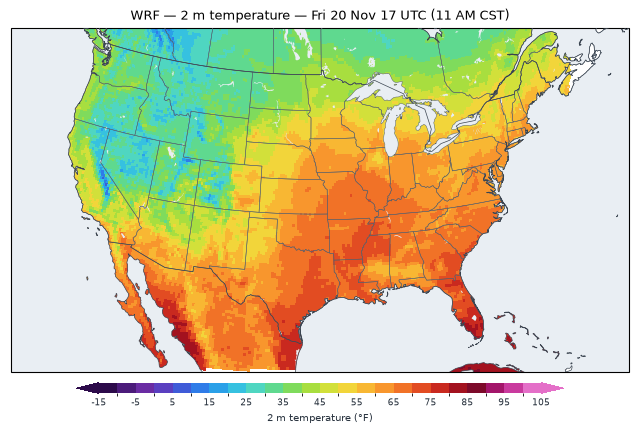 WRF — 2 m temperature — Fri 20 Nov 17 UTC (11 AM CST)
-15 -5 5 15 25 35 45 55 65 75 85 95 105
2 m temperature (°F)